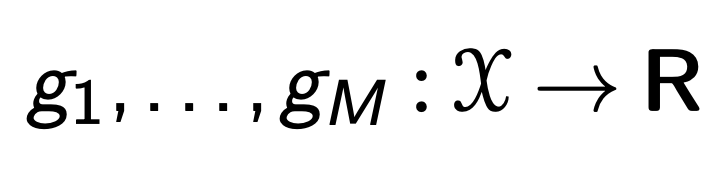 g₁,...,g_M : 𝒳 → R